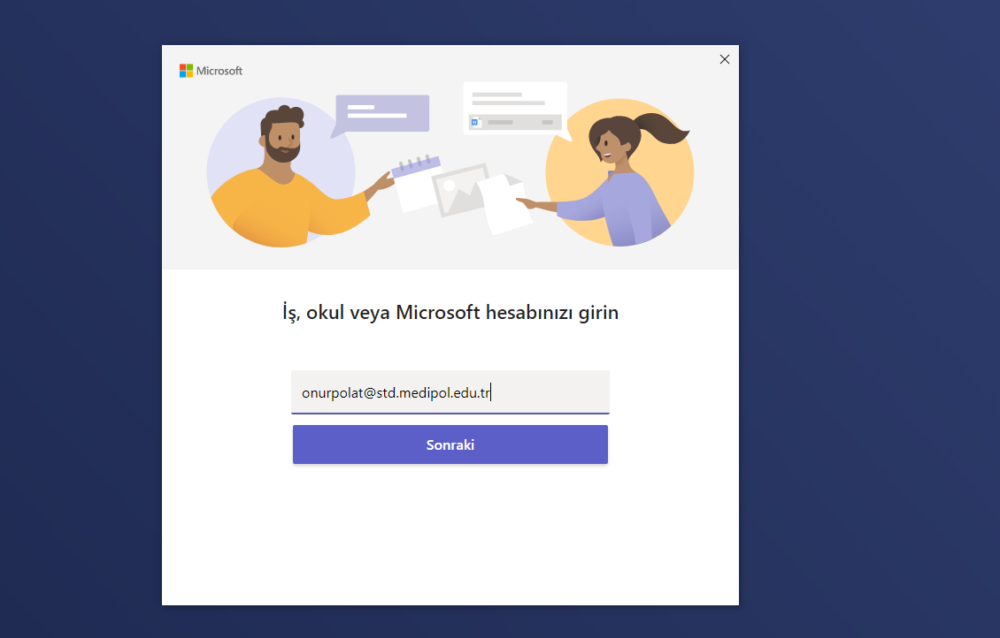 Microsoft
İş, okul veya Microsoft hesabınızı girin
onurpolat@std.medipol.edu.tr
Sonraki